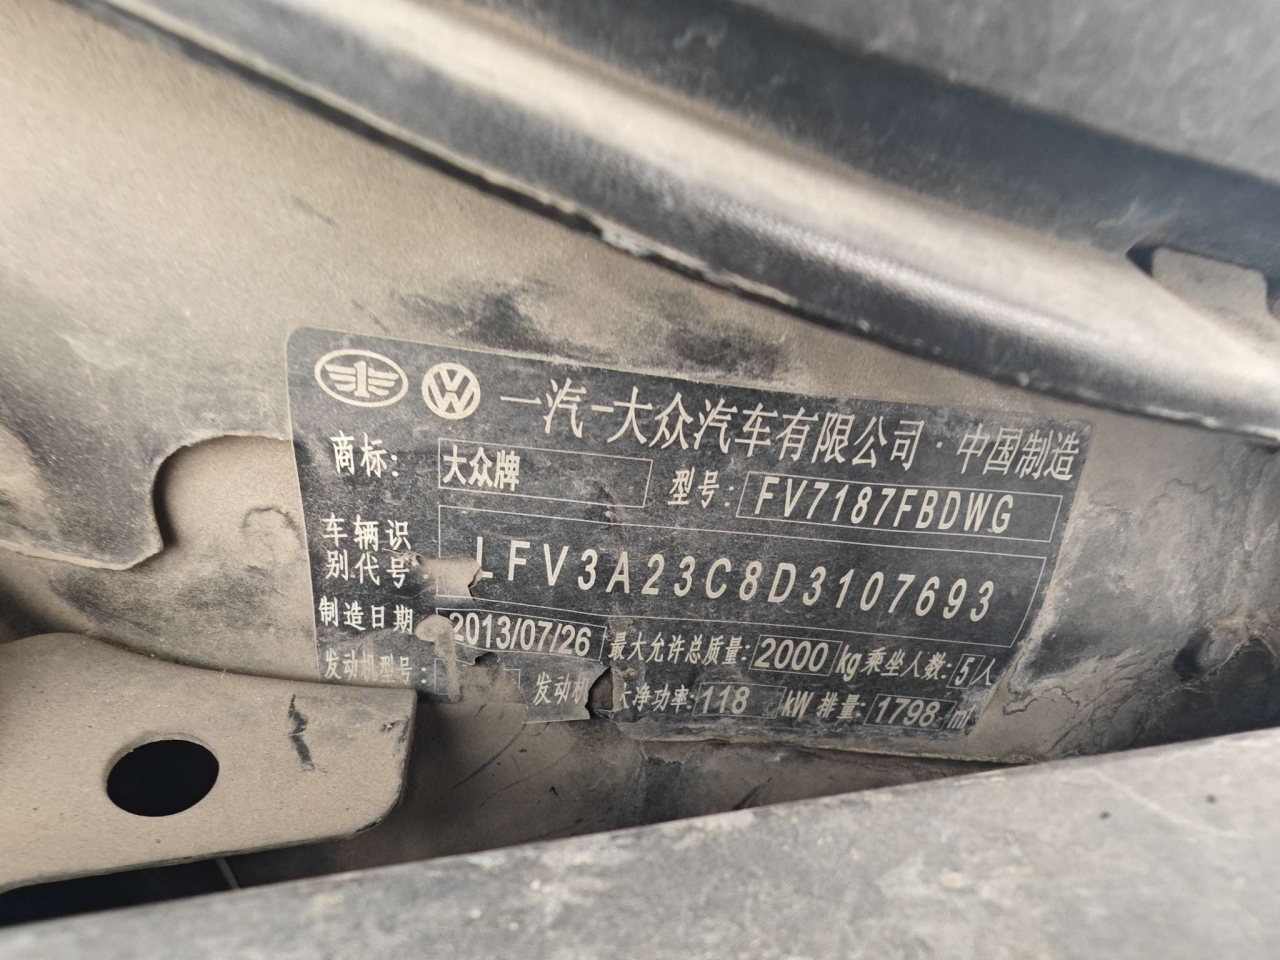 一汽-大众汽车有限公司·中国制造
商标: 大众牌 型号: FV7187FBDWG
车辆识别代号: LFV3A23C8D3107693
制造日期 2013/07/26 最大允许总质量: 2000 kg 乘坐人数: 5 人
发动机型号: 发动机 大净功率: 118 kW 排量: 1798 ml